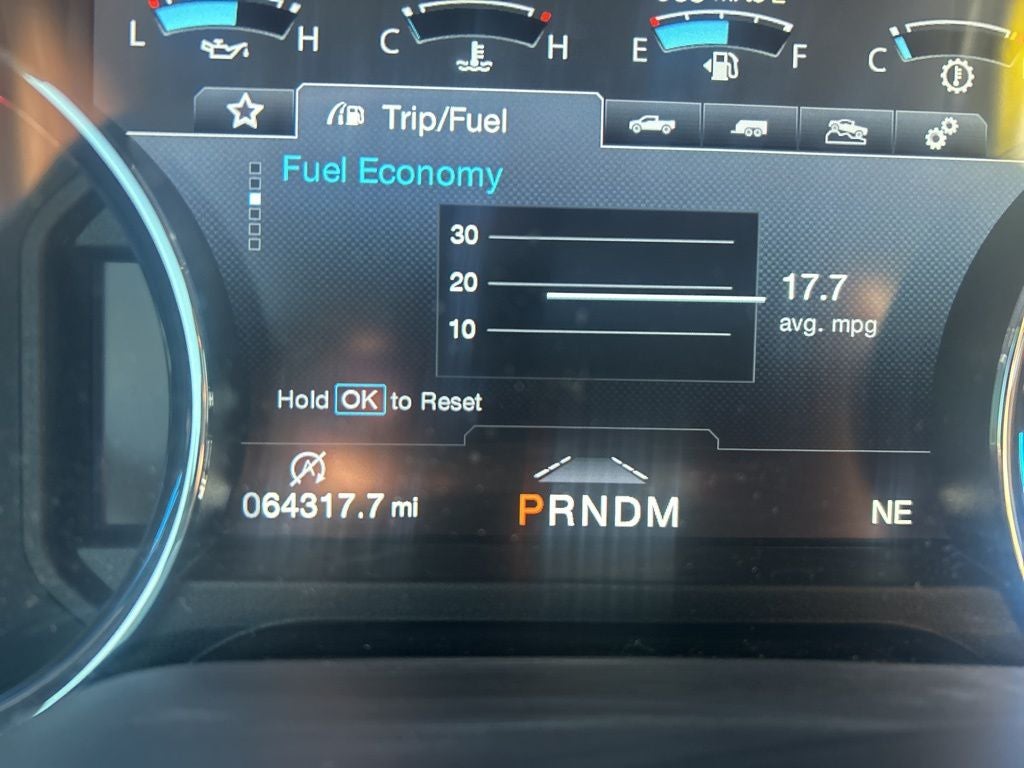 L H C H E F C
Trip/Fuel
Fuel Economy
30
20
17.7
avg. mpg
10
Hold OK to Reset
064317.7 mi
PRNDM
NE